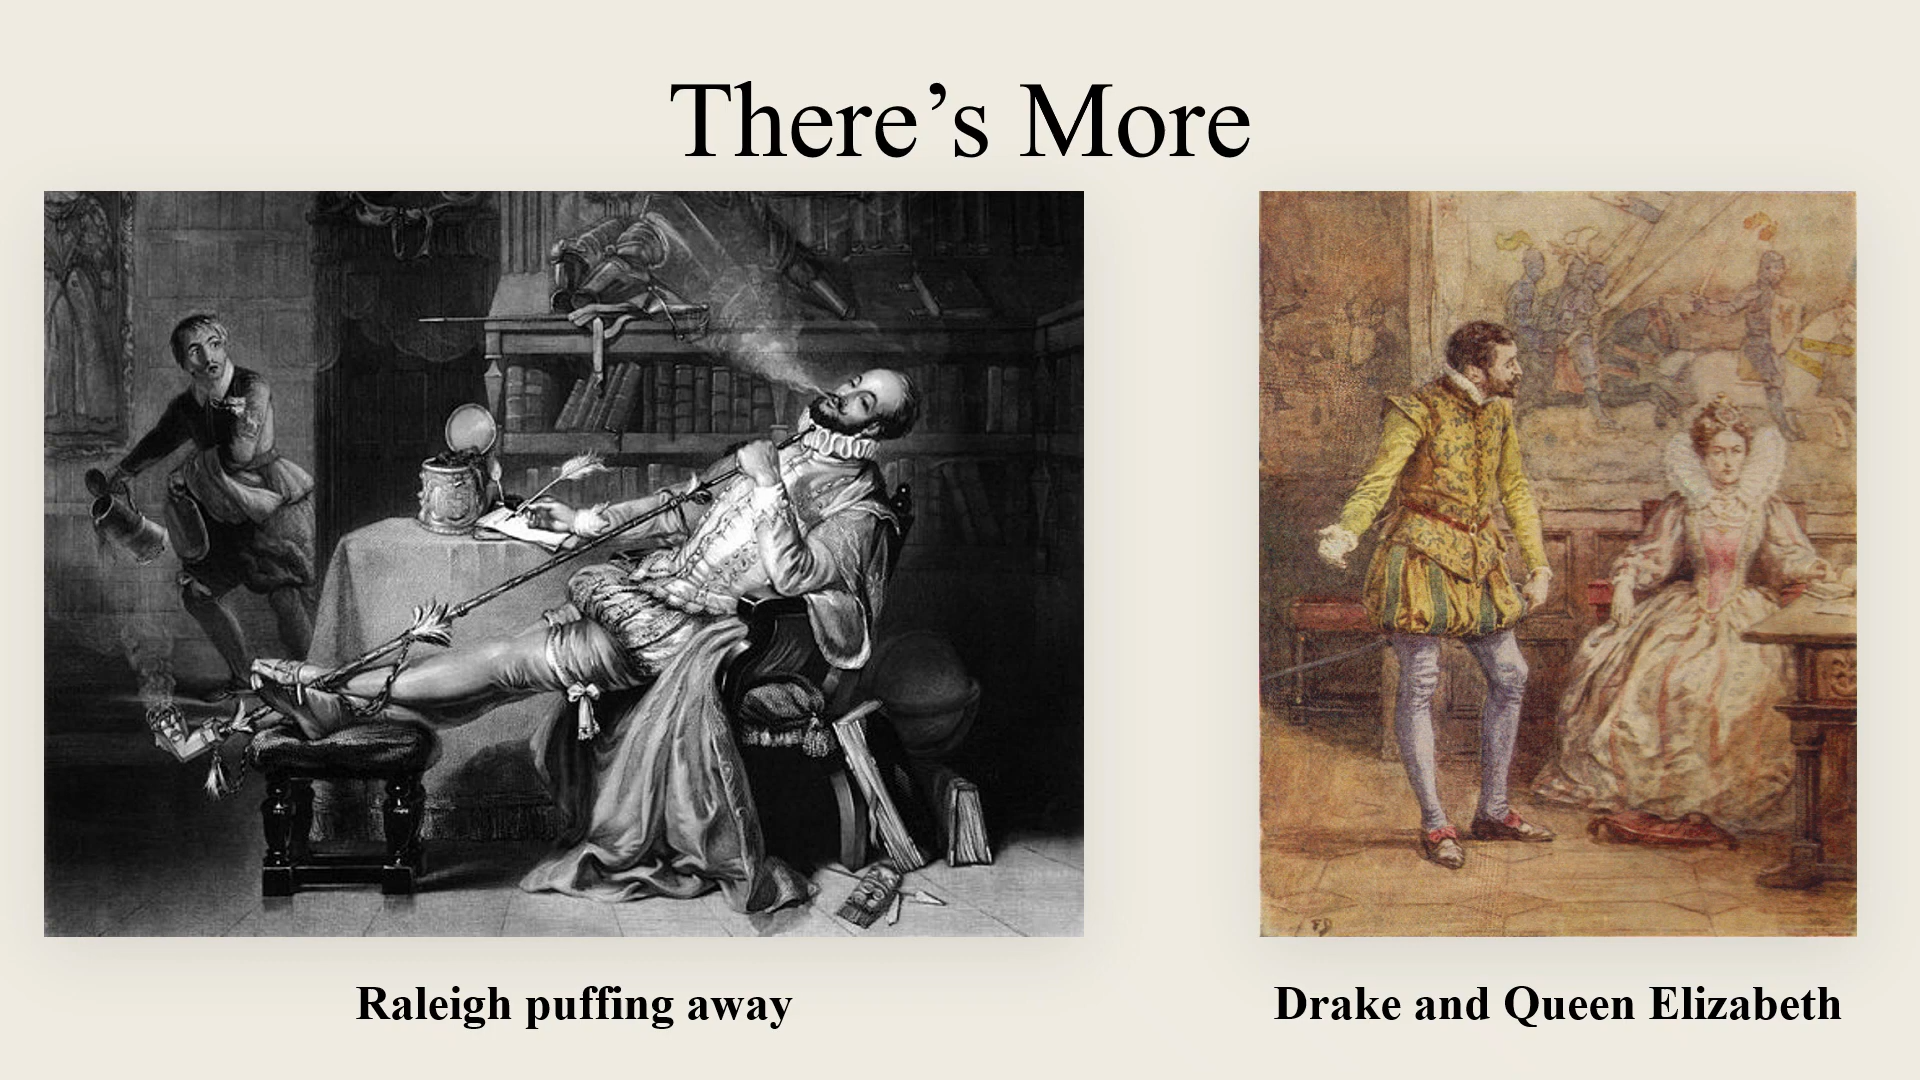 There’s More
Raleigh puffing away
Drake and Queen Elizabeth